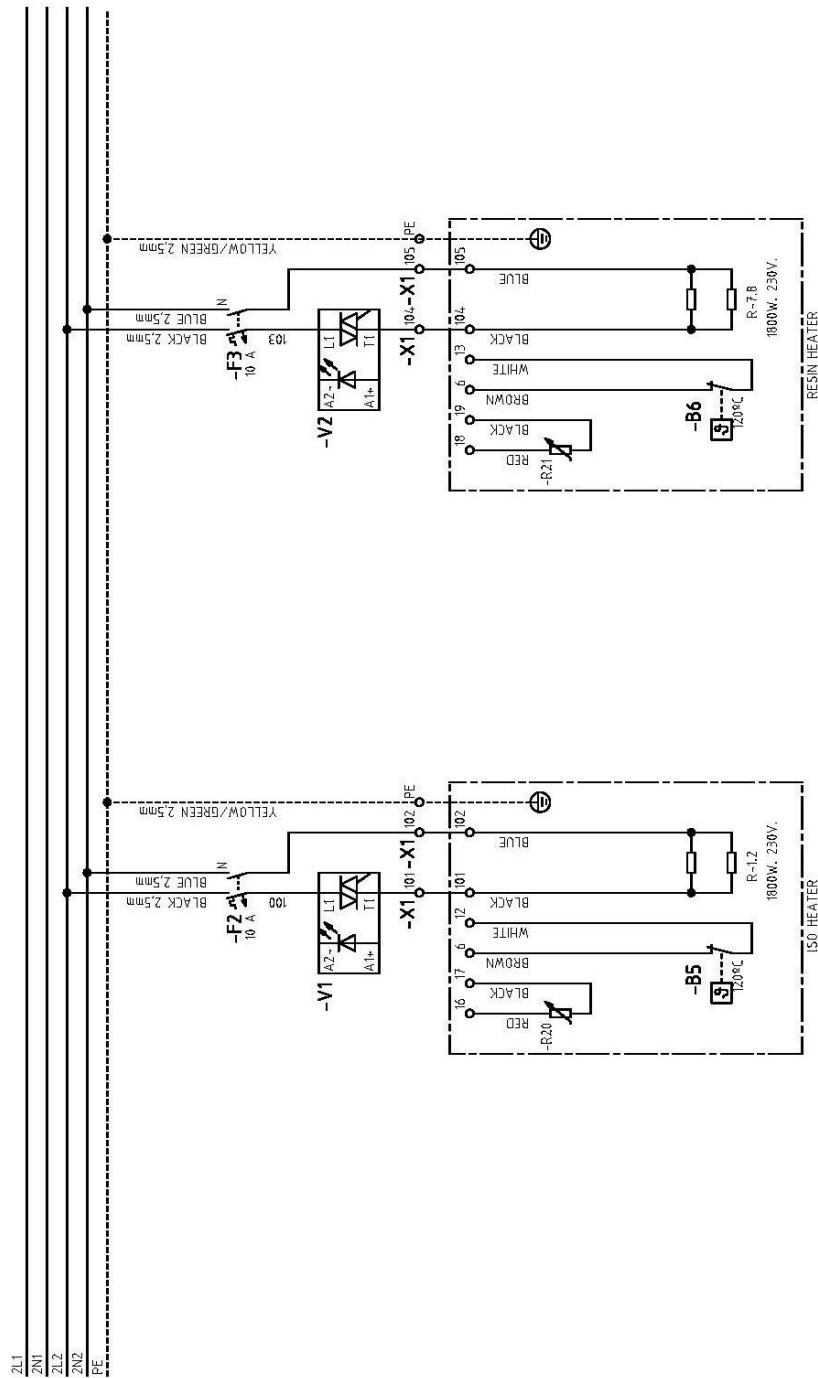 2L1
2N1
2L2
2N2
PE
BLACK 2,5mm
BLUE 2,5mm
YELLOW/GREEN 2,5mm
-F2
10 A
N
100
-V1
A2-
A1+
L1
T1
-X1
101
-X1
102
PE
16
17
6
12
101
102
RED
BLACK
BROWN
WHITE
BLACK
BLUE
-R20
-B5
120ºC
R-1.2
1800W. 230V.
ISO HEATER
BLACK 2,5mm
BLUE 2,5mm
YELLOW/GREEN 2,5mm
-F3
10 A
N
103
-V2
A2-
A1+
L1
T1
-X1
104
-X1
105
PE
18
19
6
13
104
105
RED
BLACK
BROWN
WHITE
BLACK
BLUE
-R21
-B6
120ºC
R-7.8
1800W. 230V.
RESIN HEATER